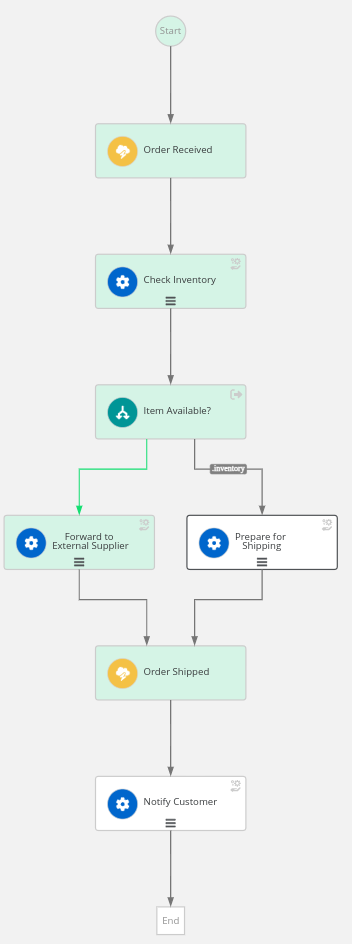 Start
Order Received
Check Inventory
Item Available?
.inventory
Forward to
External Supplier
Prepare for
Shipping
Order Shipped
Notify Customer
End